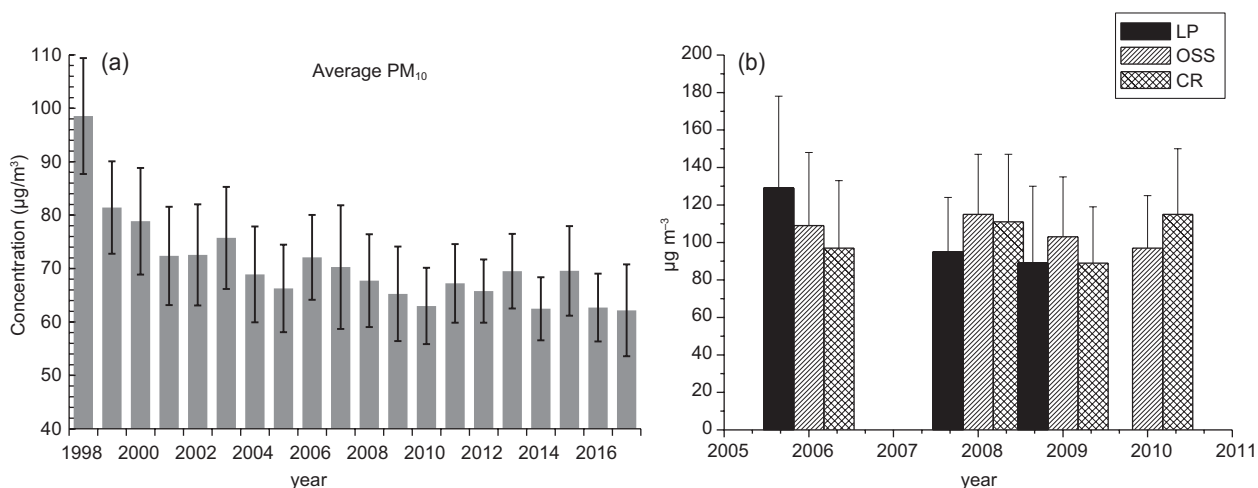 (a)
Average PM₁₀
Concentration (µg/m³)
110
100
90
80
70
60
50
40
1998 2000 2002 2004 2006 2008 2010 2012 2014 2016
year
(b)
LP
OSS
CR
µg m⁻³
200
180
160
140
120
100
80
60
40
20
0
2005 2006 2007 2008 2009 2010 2011
year